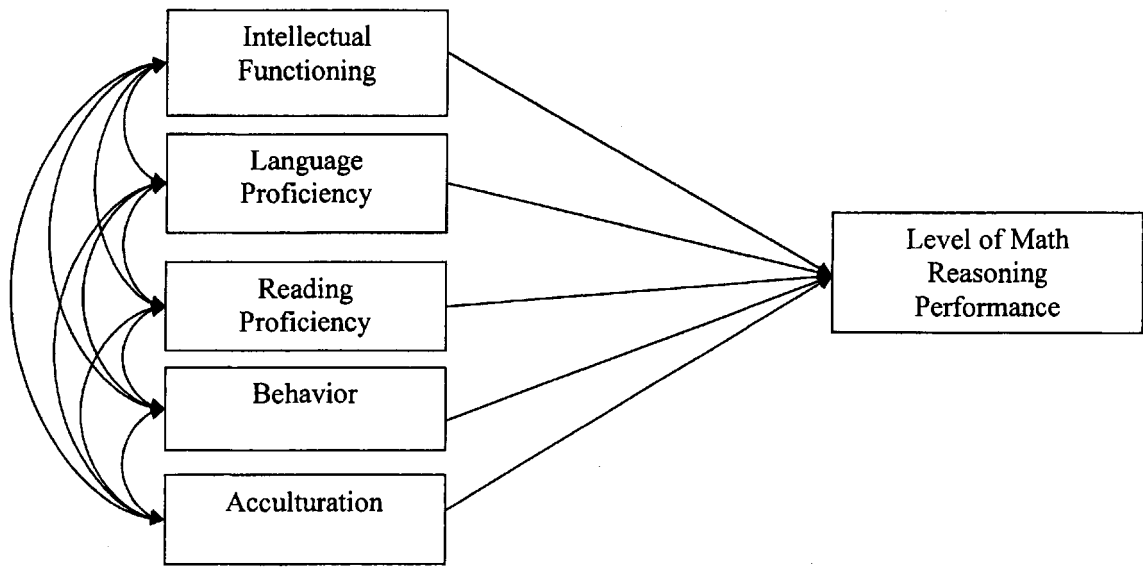 Intellectual
Functioning
Language
Proficiency
Reading
Proficiency
Behavior
Acculturation
Level of Math
Reasoning
Performance